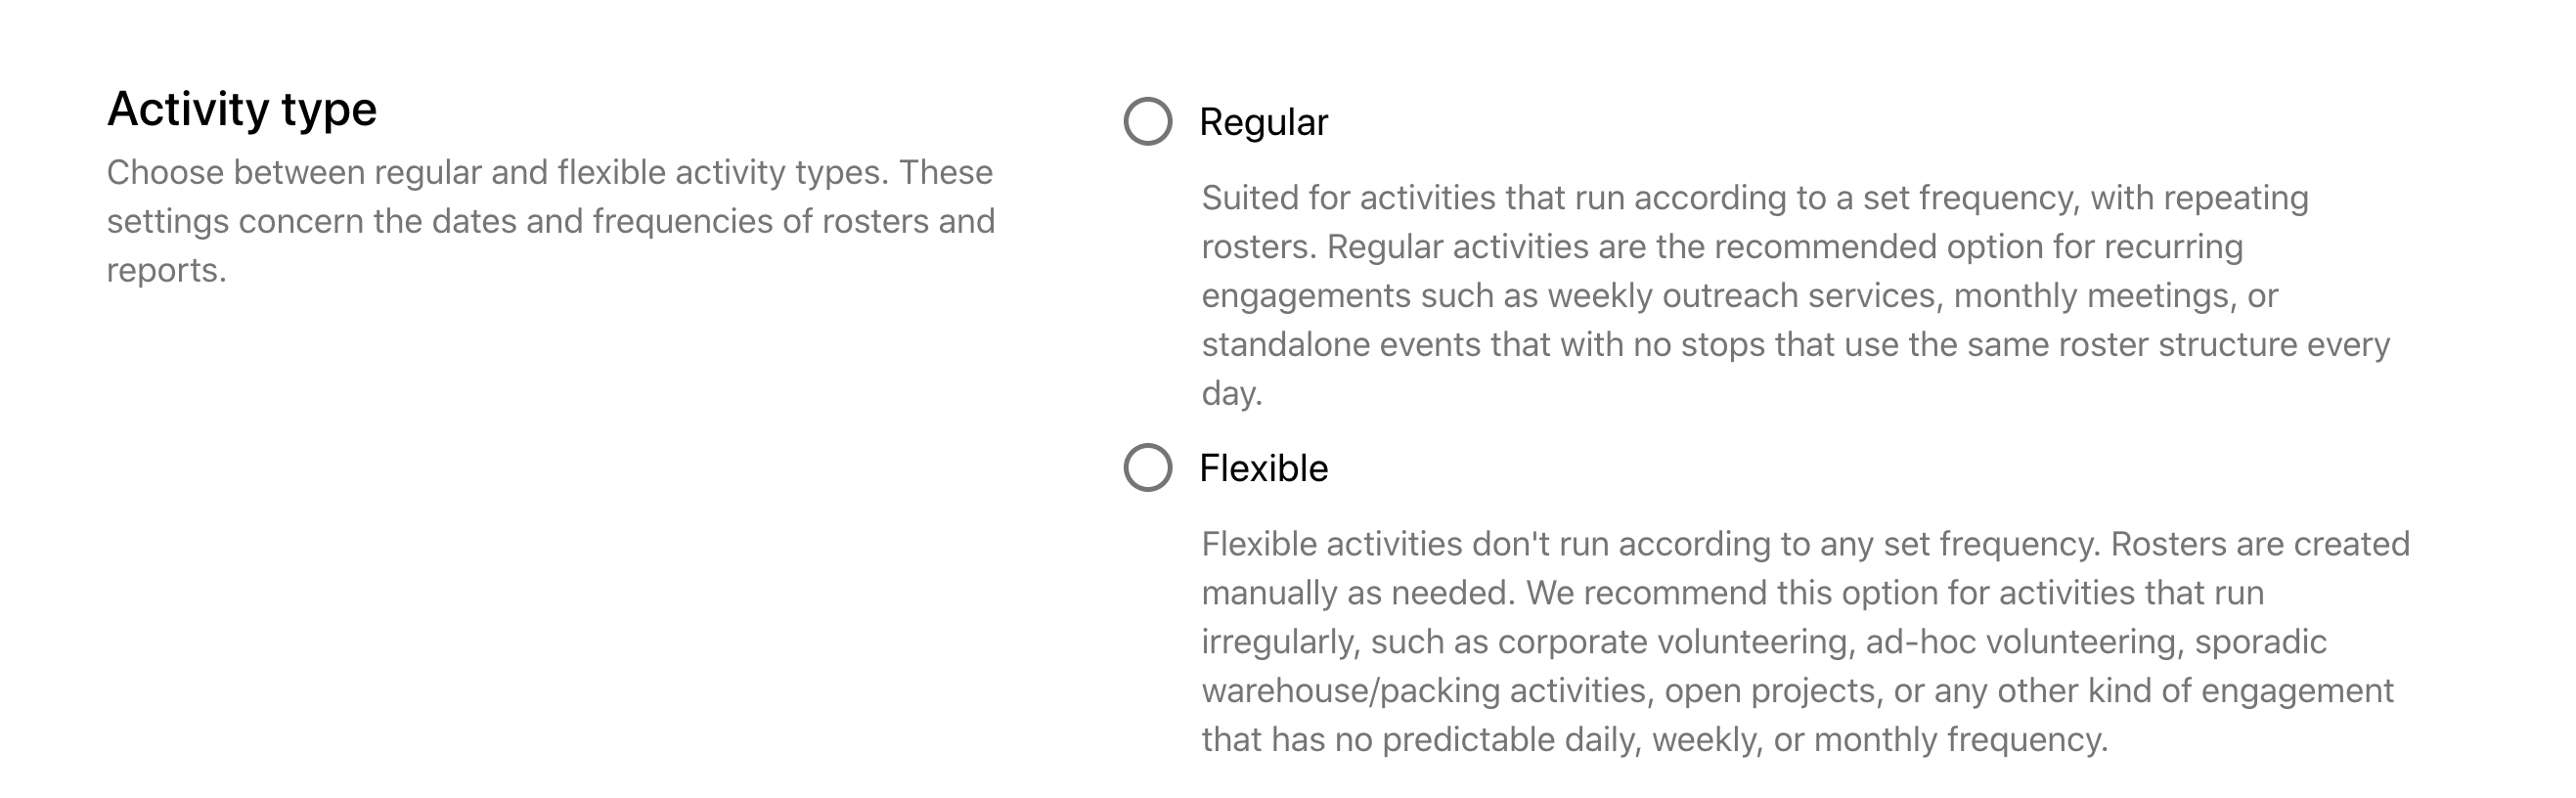 Activity type
Choose between regular and flexible activity types. These
settings concern the dates and frequencies of rosters and
reports.
Regular
Suited for activities that run according to a set frequency, with repeating
rosters. Regular activities are the recommended option for recurring
engagements such as weekly outreach services, monthly meetings, or
standalone events that with no stops that use the same roster structure every
day.
Flexible
Flexible activities don't run according to any set frequency. Rosters are created
manually as needed. We recommend this option for activities that run
irregularly, such as corporate volunteering, ad-hoc volunteering, sporadic
warehouse/packing activities, open projects, or any other kind of engagement
that has no predictable daily, weekly, or monthly frequency.